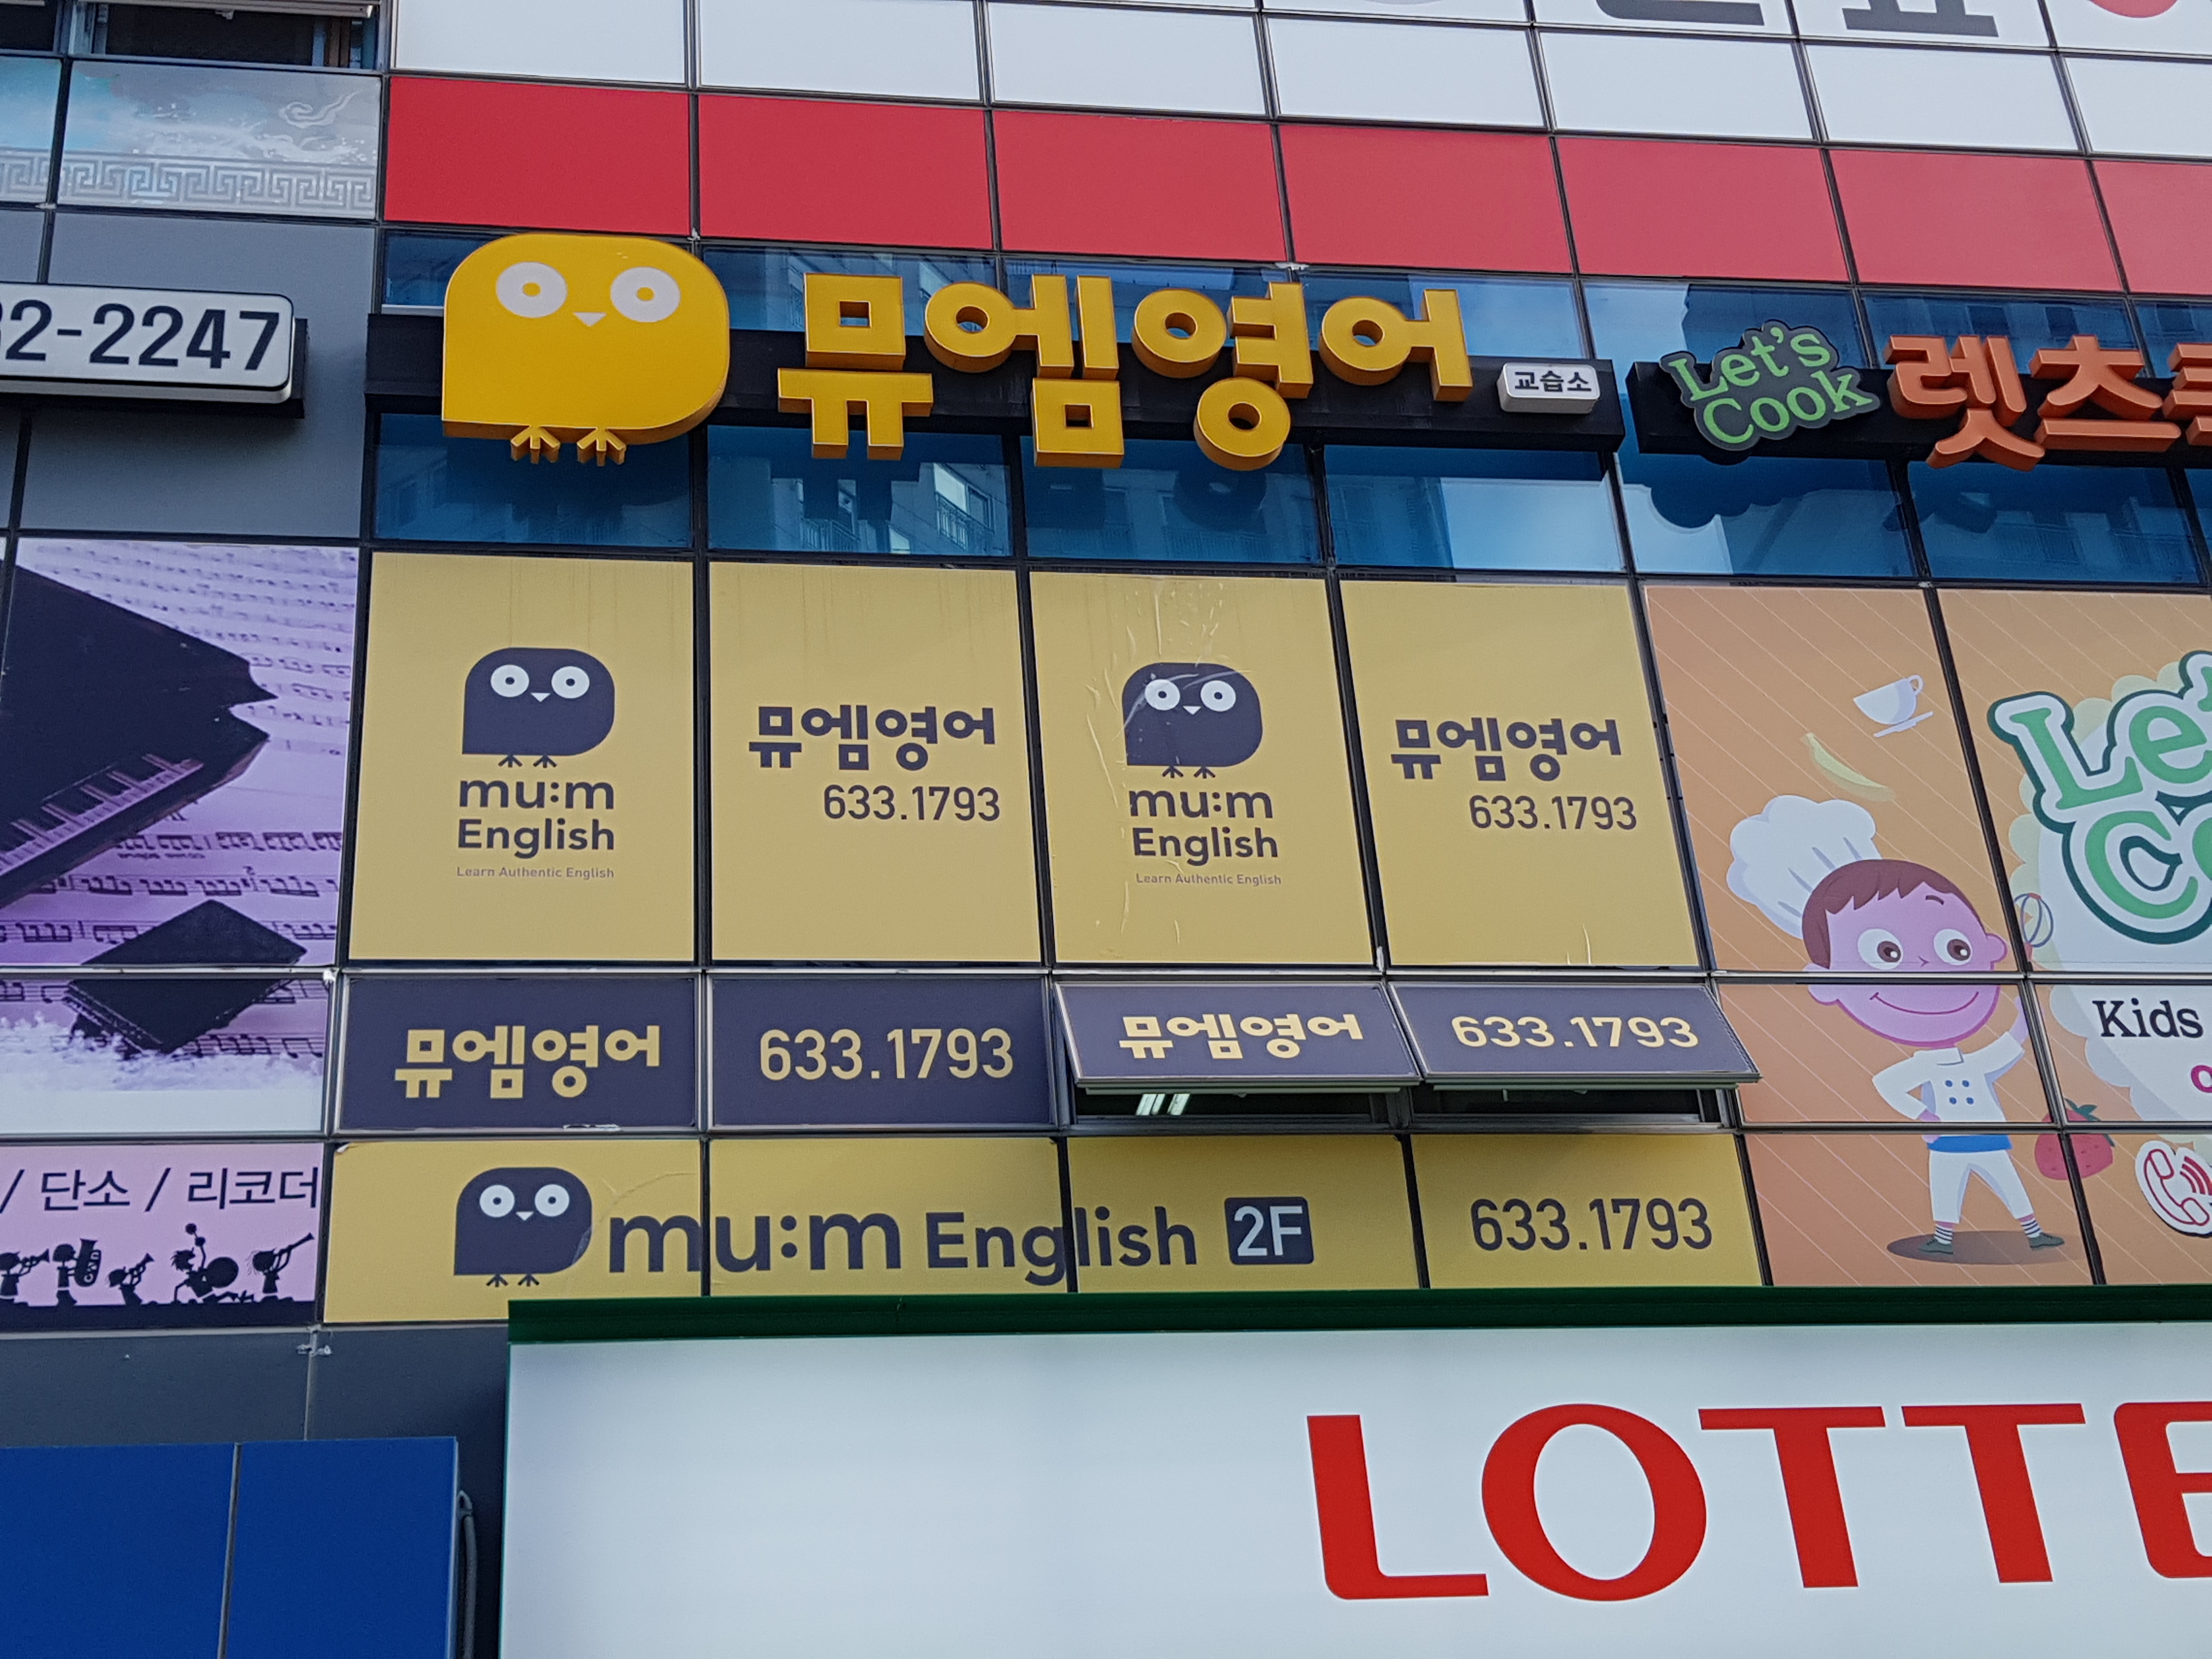 2-2247
뮤엠영어
교습소
Let's
Cook
렛츠
mu:m
English
Learn Authentic English
뮤엠영어
633.1793
mu:m
English
Learn Authentic English
뮤엠영어
633.1793
뮤엠영어
633.1793
뮤엠영어
633.1793
Kids
/ 단소 / 리코더
mu:m English 2F
633.1793
LOTTE